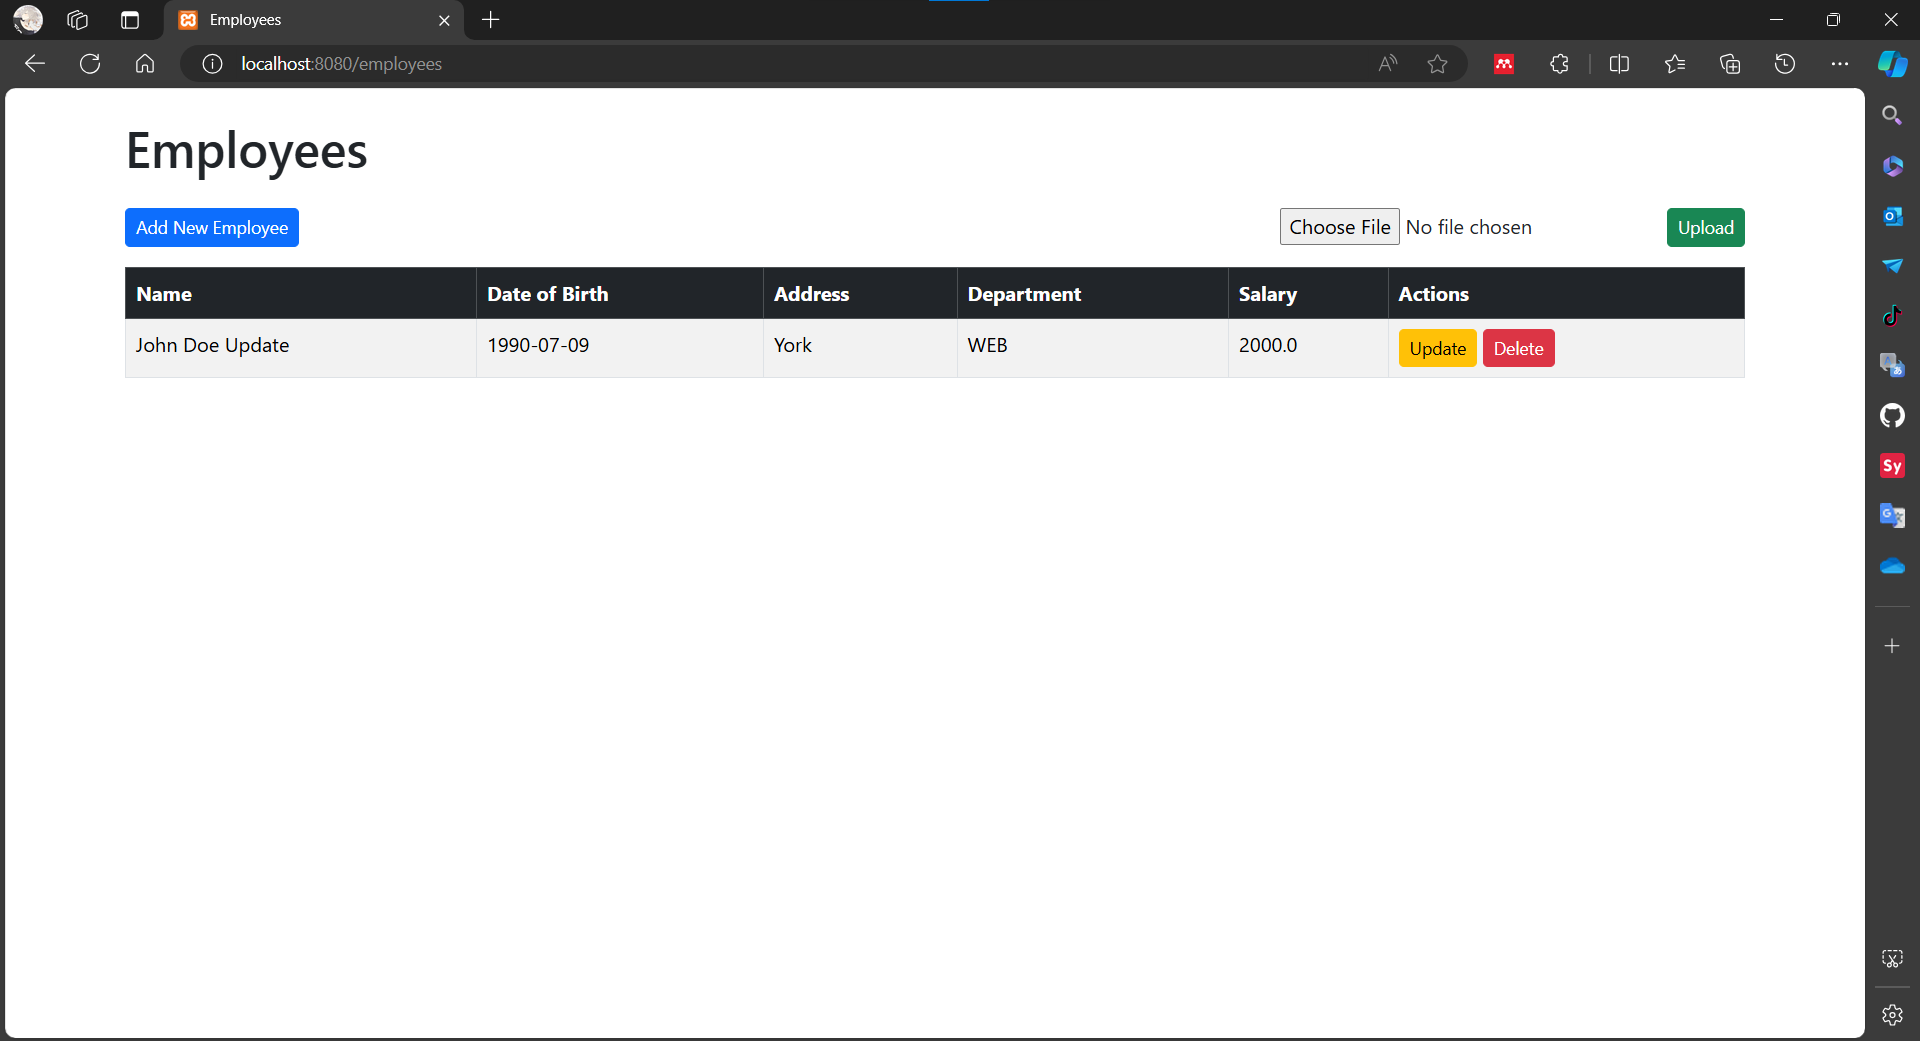 Employees
localhost:8080/employees
Employees
Add New Employee
Choose File No file chosen
Upload
Name Date of Birth Address Department Salary Actions
John Doe Update 1990-07-09 York WEB 2000.0 Update Delete
Sy